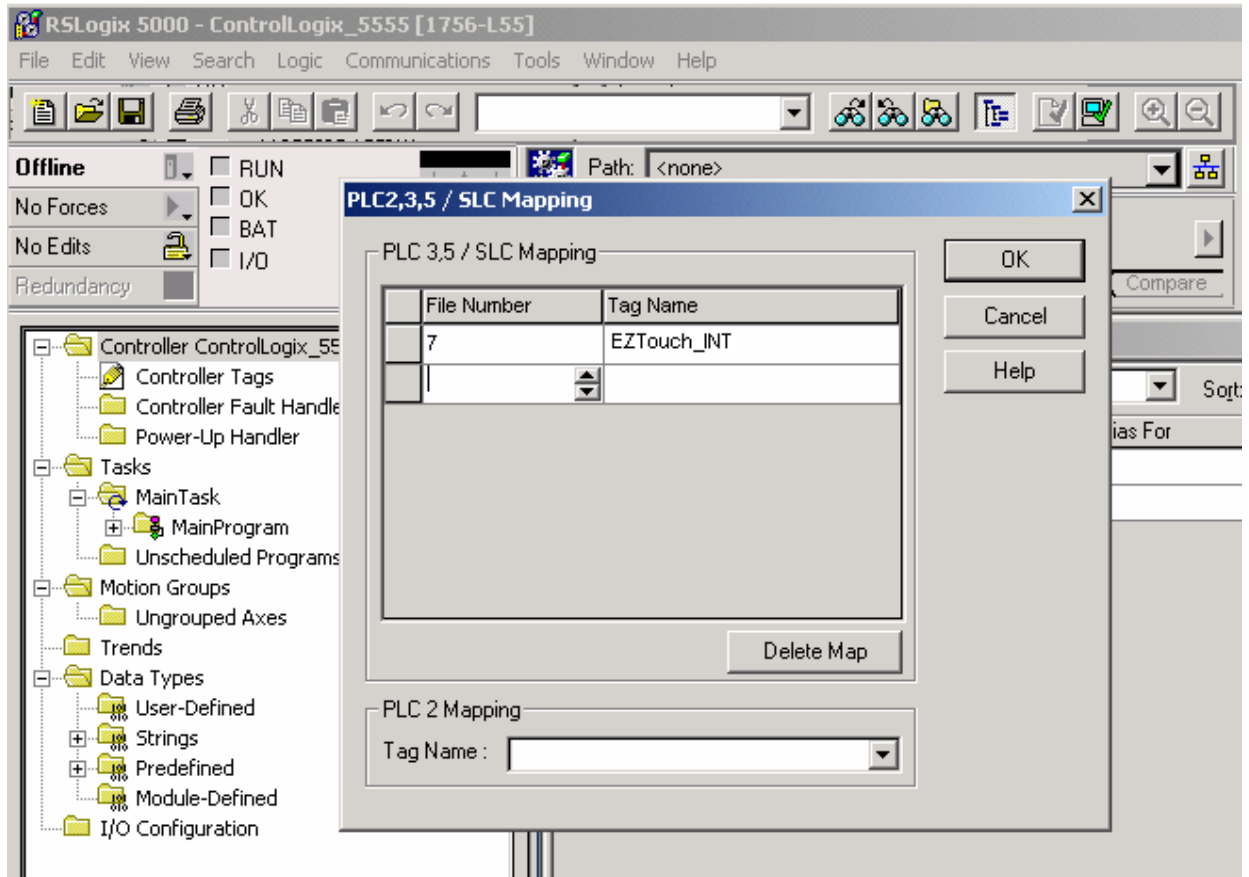 RSLogix 5000 - ControlLogix_5555 [1756-L55]
File Edit View Search Logic Communications Tools Window Help
Offline
RUN
Path: <none>
No Forces
OK
No Edits
BAT
I/O
Redundancy
Compare
PLC2,3,5 / SLC Mapping
PLC 3,5 / SLC Mapping
File Number Tag Name
7 EZTouch_INT
OK
Cancel
Help
Delete Map
PLC 2 Mapping
Tag Name :
Controller ControlLogix_55
Controller Tags
Controller Fault Handle
Power-Up Handler
Tasks
MainTask
MainProgram
Unscheduled Programs
Motion Groups
Ungrouped Axes
Trends
Data Types
User-Defined
Strings
Predefined
Module-Defined
I/O Configuration
Sort:
ias For